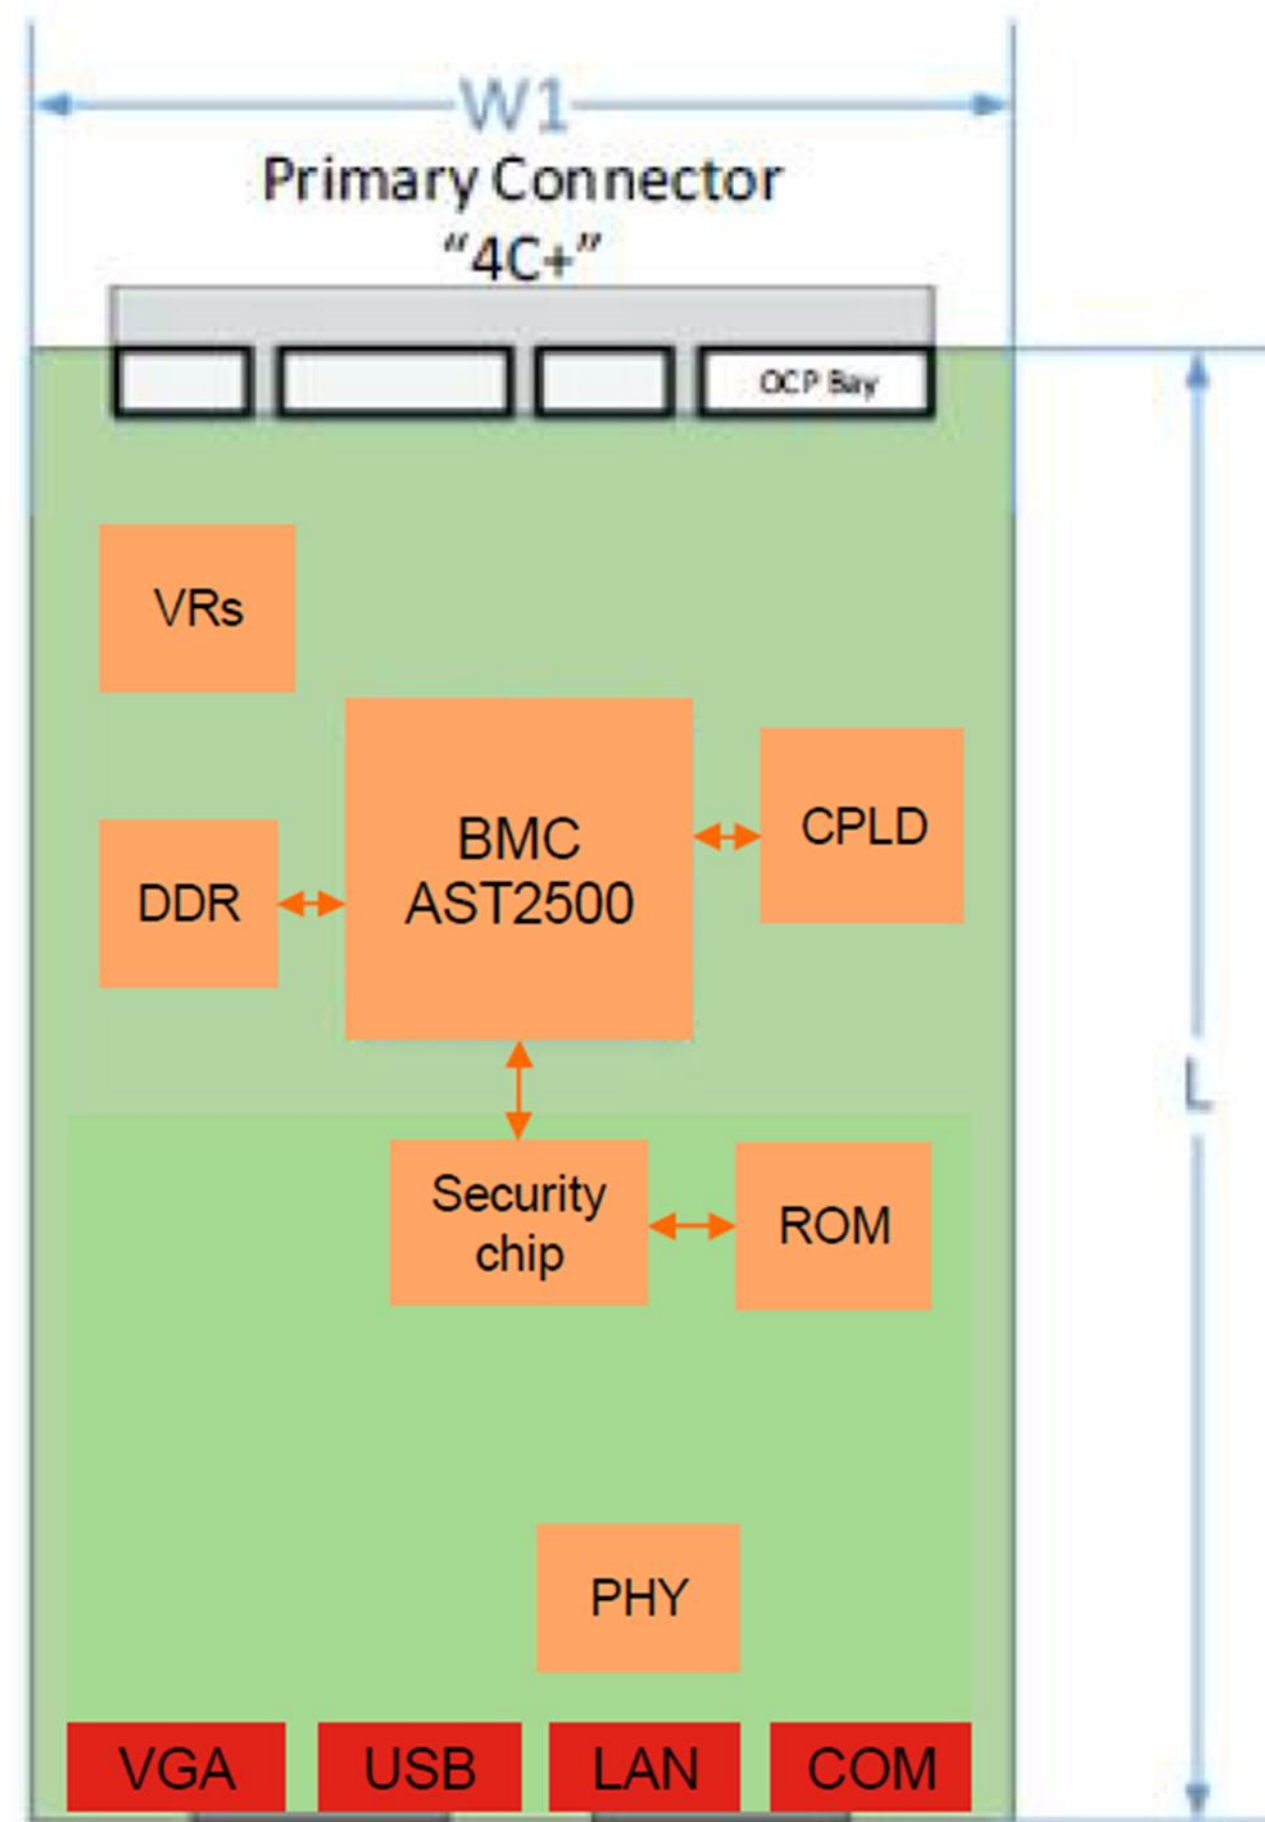 W1
Primary Connector
“4C+”
OCP Bay
VRs
BMC
AST2500
CPLD
DDR
L
Security
chip
ROM
PHY
VGA
USB
LAN
COM